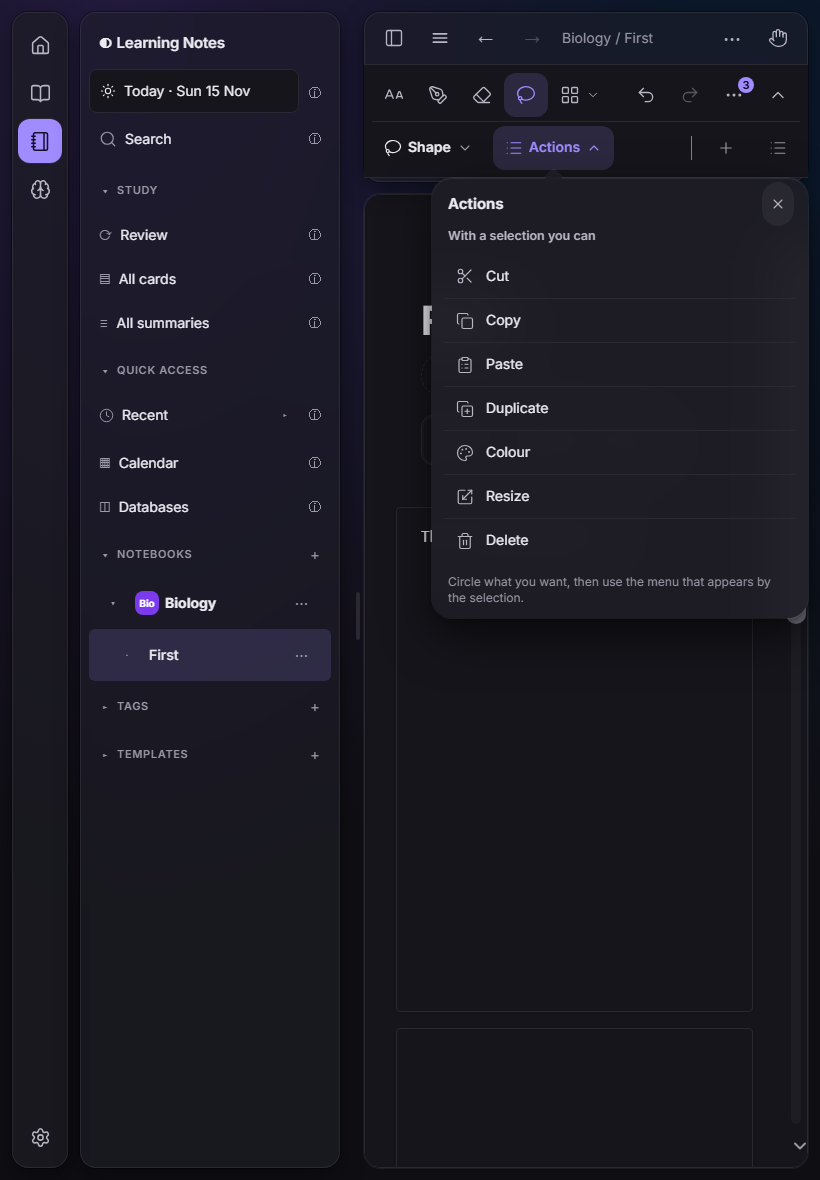 Learning Notes
Today · Sun 15 Nov
Search
STUDY
Review
All cards
All summaries
QUICK ACCESS
Recent
Calendar
Databases
NOTEBOOKS
Bio Biology
First
TAGS
TEMPLATES
Biology / First
AA
3
Shape
Actions
Actions
With a selection you can
Cut
Copy
Paste
Duplicate
Colour
Resize
Delete
Circle what you want, then use the menu that appears by
the selection.